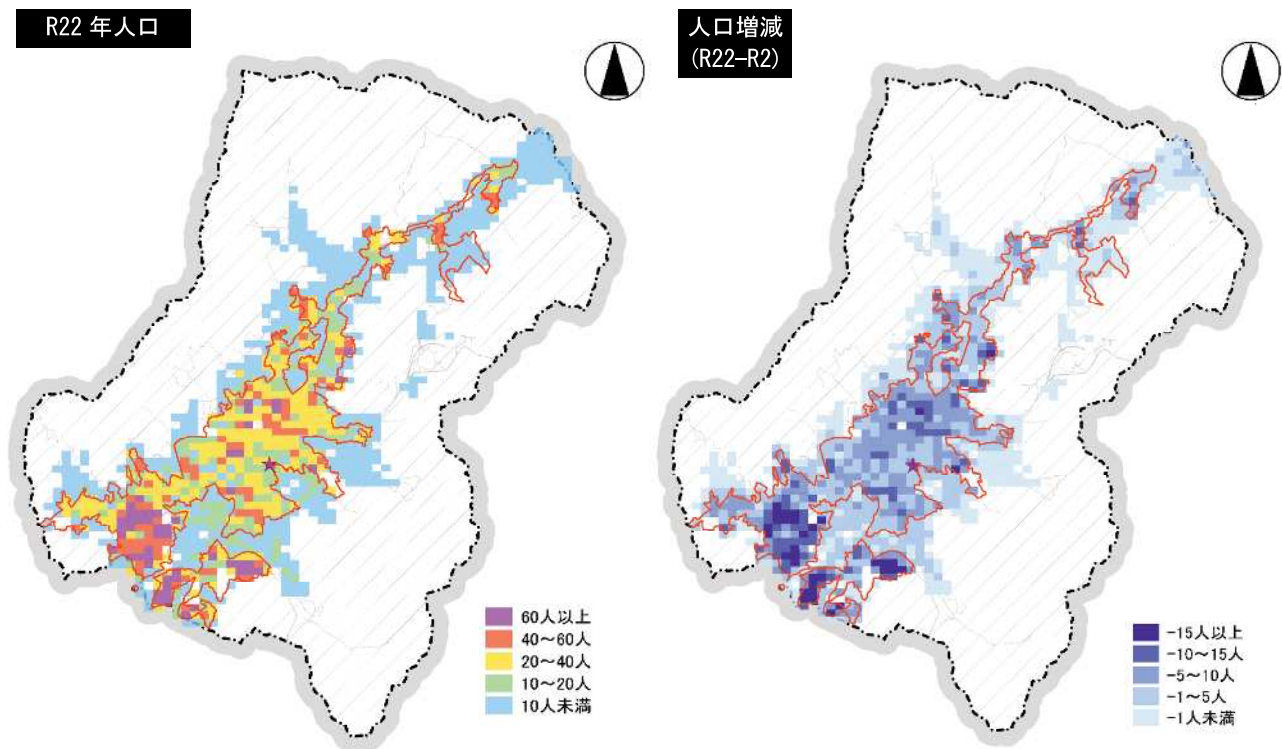 R22 年人口
60人以上
40～60人
20～40人
10～20人
10人未満
人口増減
(R22−R2)
-15人以上
-10～15人
-5～10人
-1～5人
-1人未満